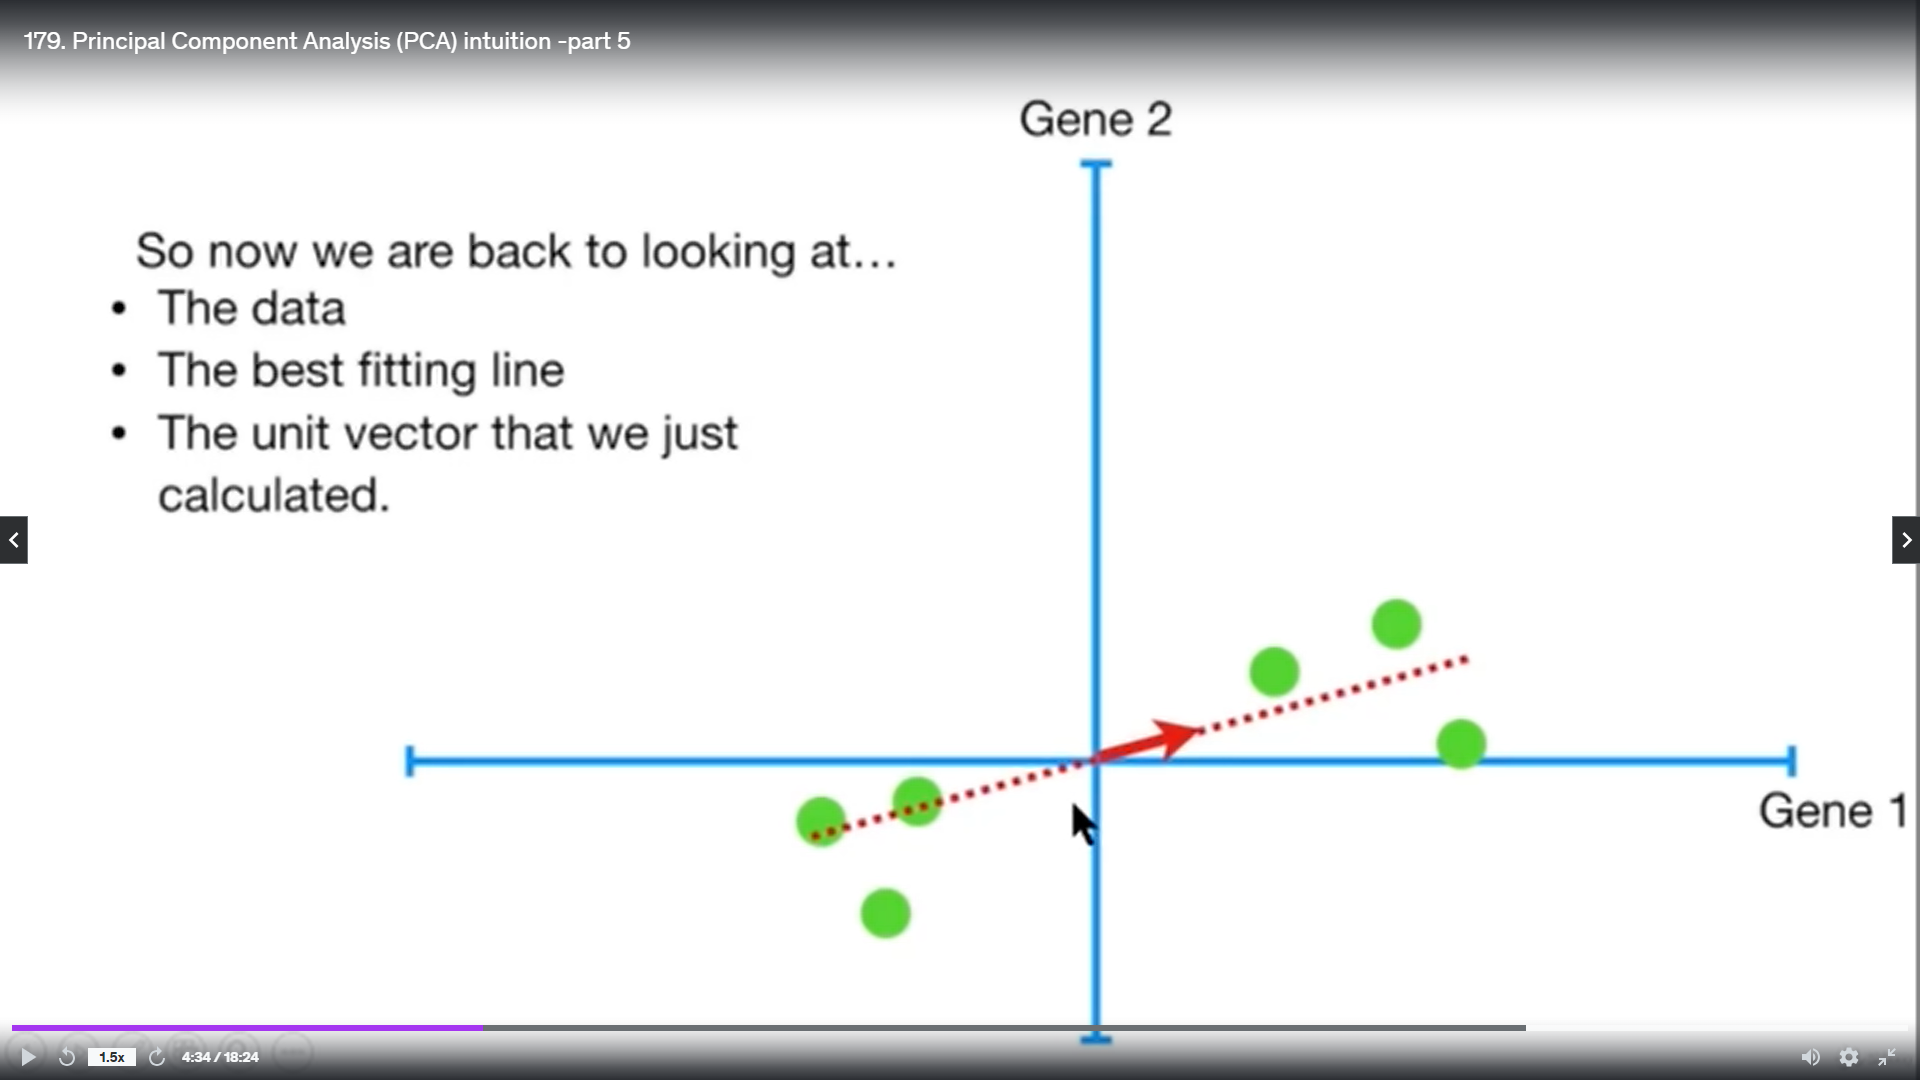 179. Principal Component Analysis (PCA) intuition -part 5
Gene 2
So now we are back to looking at…
• The data
• The best fitting line
• The unit vector that we just
calculated.
Gene 1
1.5x
4:34 / 18:24